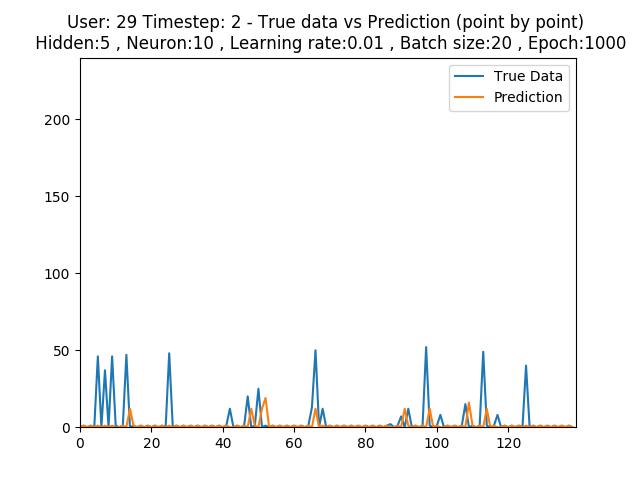 User: 29 Timestep: 2 - True data vs Prediction (point by point)
Hidden:5 , Neuron:10 , Learning rate:0.01 , Batch size:20 , Epoch:1000
True Data
Prediction
200
150
100
50
0
0 20 40 60 80 100 120